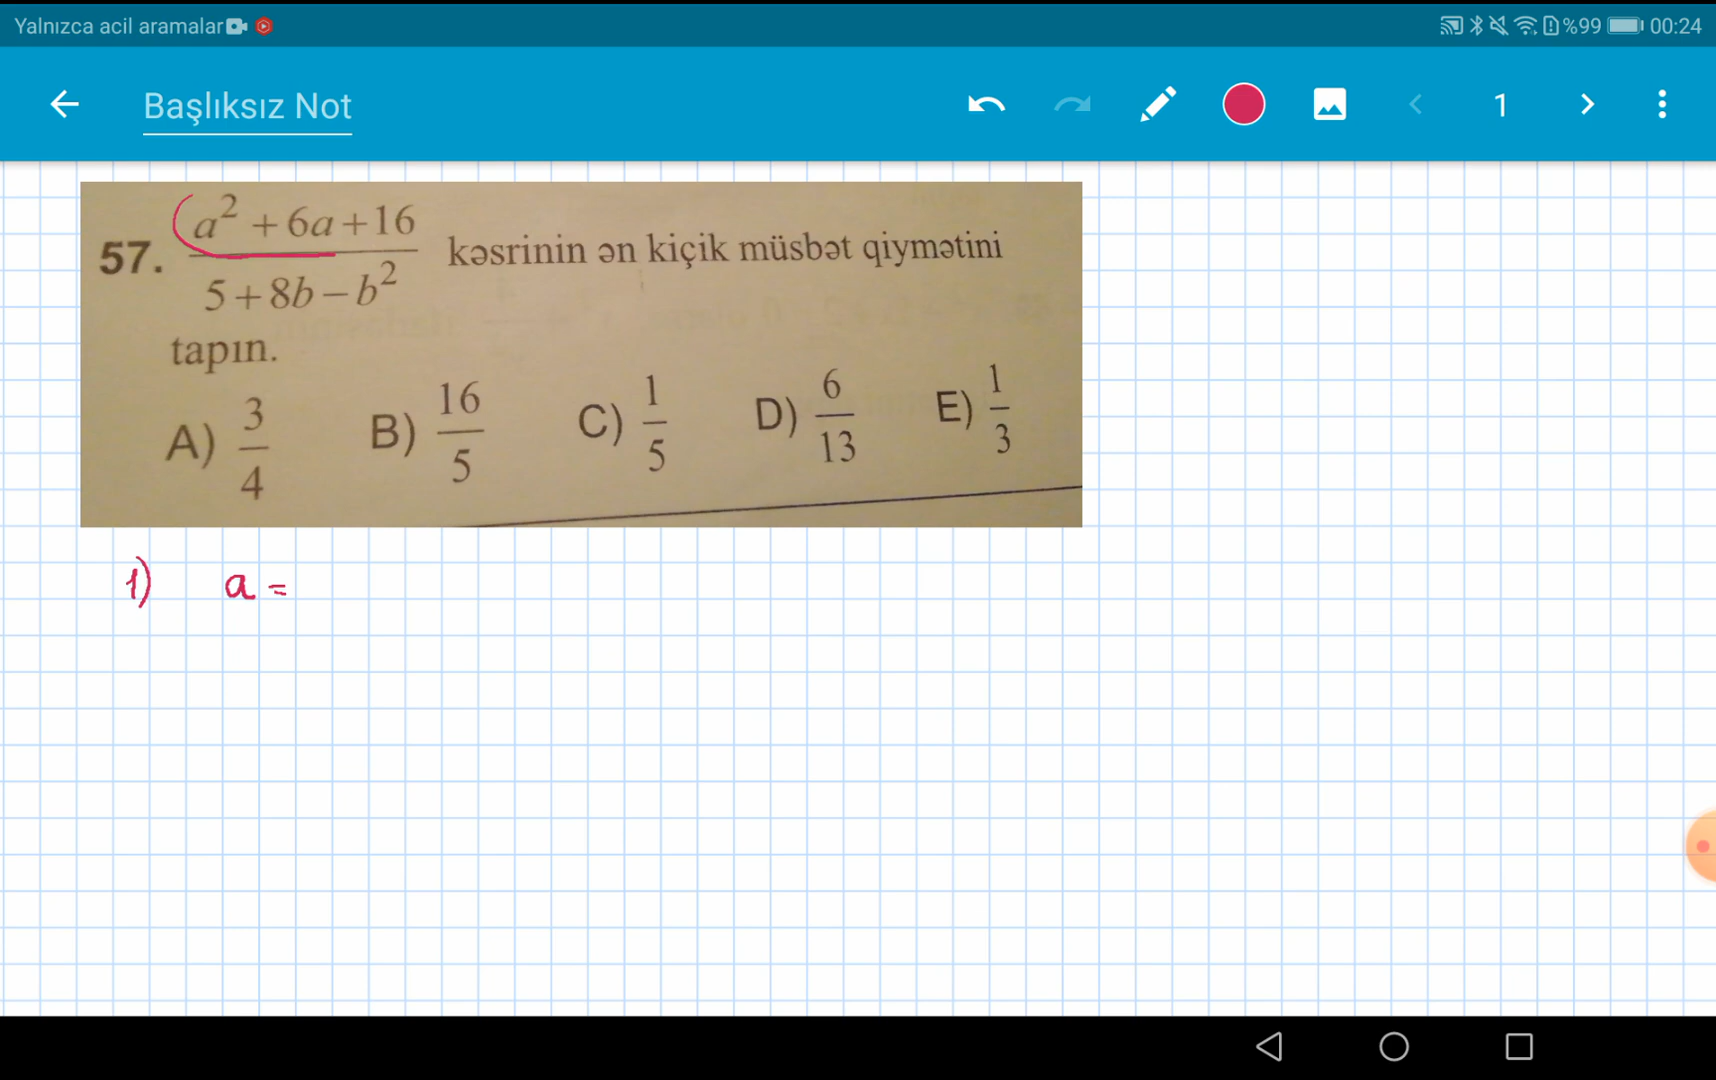 Yalnızca acil aramalar
%99 00:24
Başlıksız Not
1
57. (a² + 6a + 16)/(5 + 8b − b²) kəsrinin ən kiçik müsbət qiymətini
tapın.
A) 3/4 B) 16/5 C) 1/5 D) 6/13 E) 1/3
1) a =